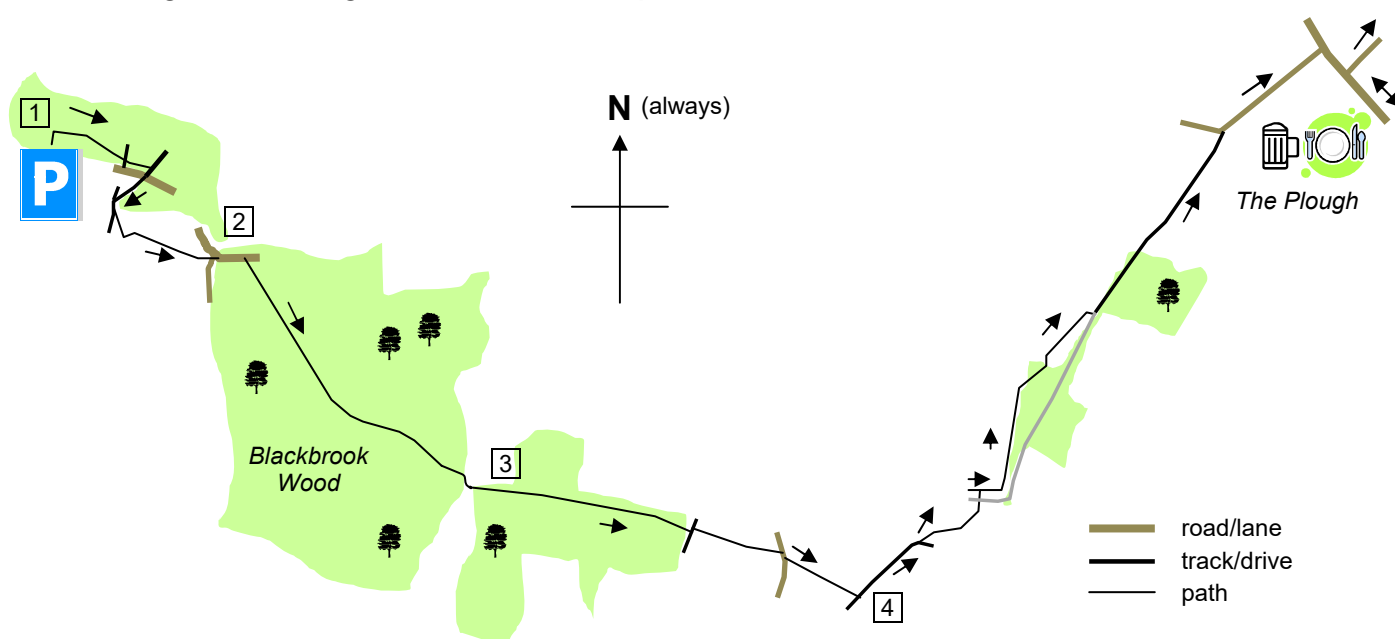 1
N (always)
P
The Plough
2
Blackbrook
Wood
3
4
road/lane
track/drive
path